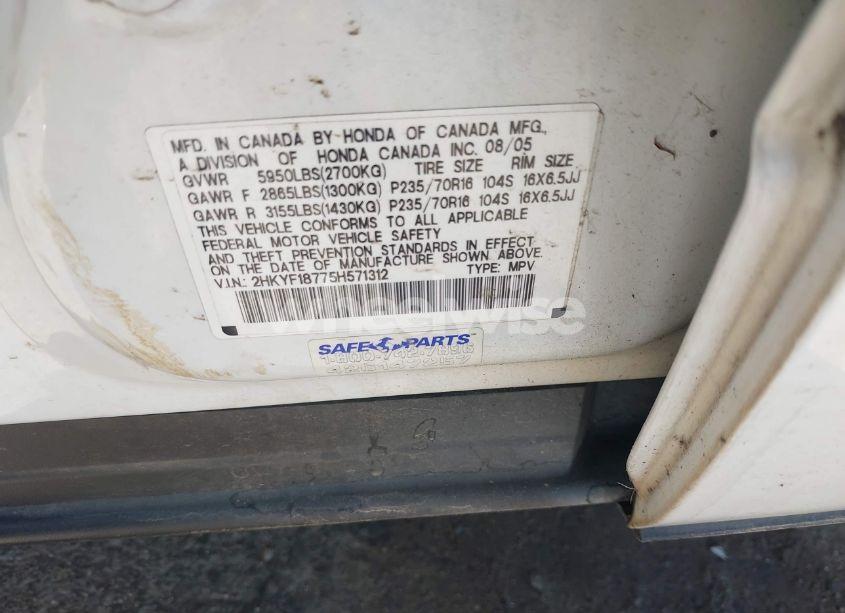 MFD. IN CANADA BY HONDA OF CANADA MFG.,
A DIVISION OF HONDA CANADA INC. 08/05
GVWR 5950LBS(2700KG) TIRE SIZE RIM SIZE
GAWR F 2865LBS(1300KG) P235/70R16 104S 16X6.5JJ
GAWR R 3155LBS(1430KG) P235/70R16 104S 16X6.5JJ
THIS VEHICLE CONFORMS TO ALL APPLICABLE
FEDERAL MOTOR VEHICLE SAFETY
AND THEFT PREVENTION STANDARDS IN EFFECT
ON THE DATE OF MANUFACTURE SHOWN ABOVE.
V.I.N.: 2HKYF18775H571312 TYPE: MPV
wheelwise
SAFE PARTS